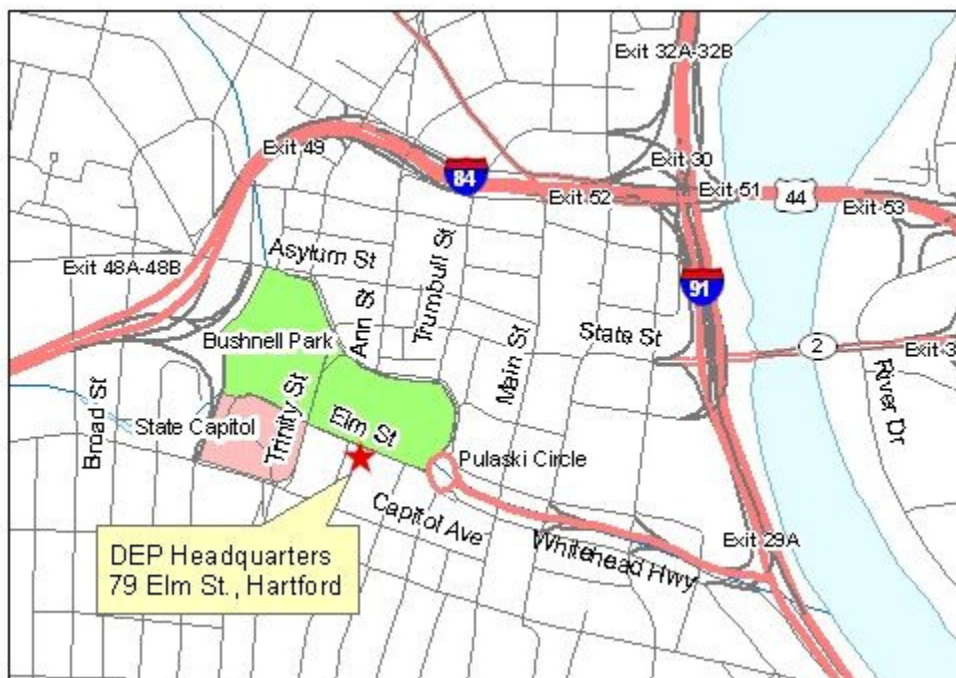 Exit 32A-32B
Exit 49
Exit 30
84
Exit 52
Exit 51
44
Exit 53
Asylum St
Exit 48A-48B
Trumbull St
Ann St
91
Bushnell Park
Main St
State St
2
Exit 3
River Dr
Broad St
State Capitol
Trinity St
Elm St
Pulaski Circle
Capitol Ave
Whitehead Hwy
Exit 29A
DEP Headquarters
79 Elm St., Hartford